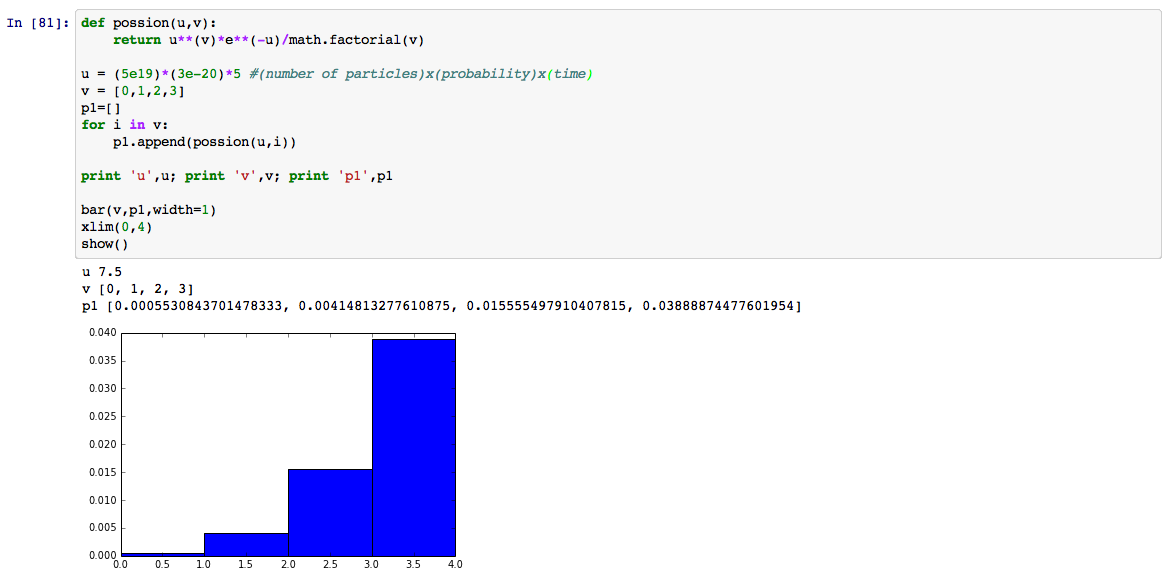 In [81]: def possion(u,v):
    return u**(v)*e**(-u)/math.factorial(v)
u = (5e19)*(3e-20)*5 #(number of particles)x(probability)x(time)
v = [0,1,2,3]
p1=[]
for i in v:
    p1.append(possion(u,i))
print 'u',u; print 'v',v; print 'p1',p1
bar(v,p1,width=1)
xlim(0,4)
show()
u 7.5
v [0, 1, 2, 3]
p1 [0.0005530843701478333, 0.00414813277610875, 0.015555497910407815, 0.03888874477601954]
0.040
0.035
0.030
0.025
0.020
0.015
0.010
0.005
0.000
0.0 0.5 1.0 1.5 2.0 2.5 3.0 3.5 4.0